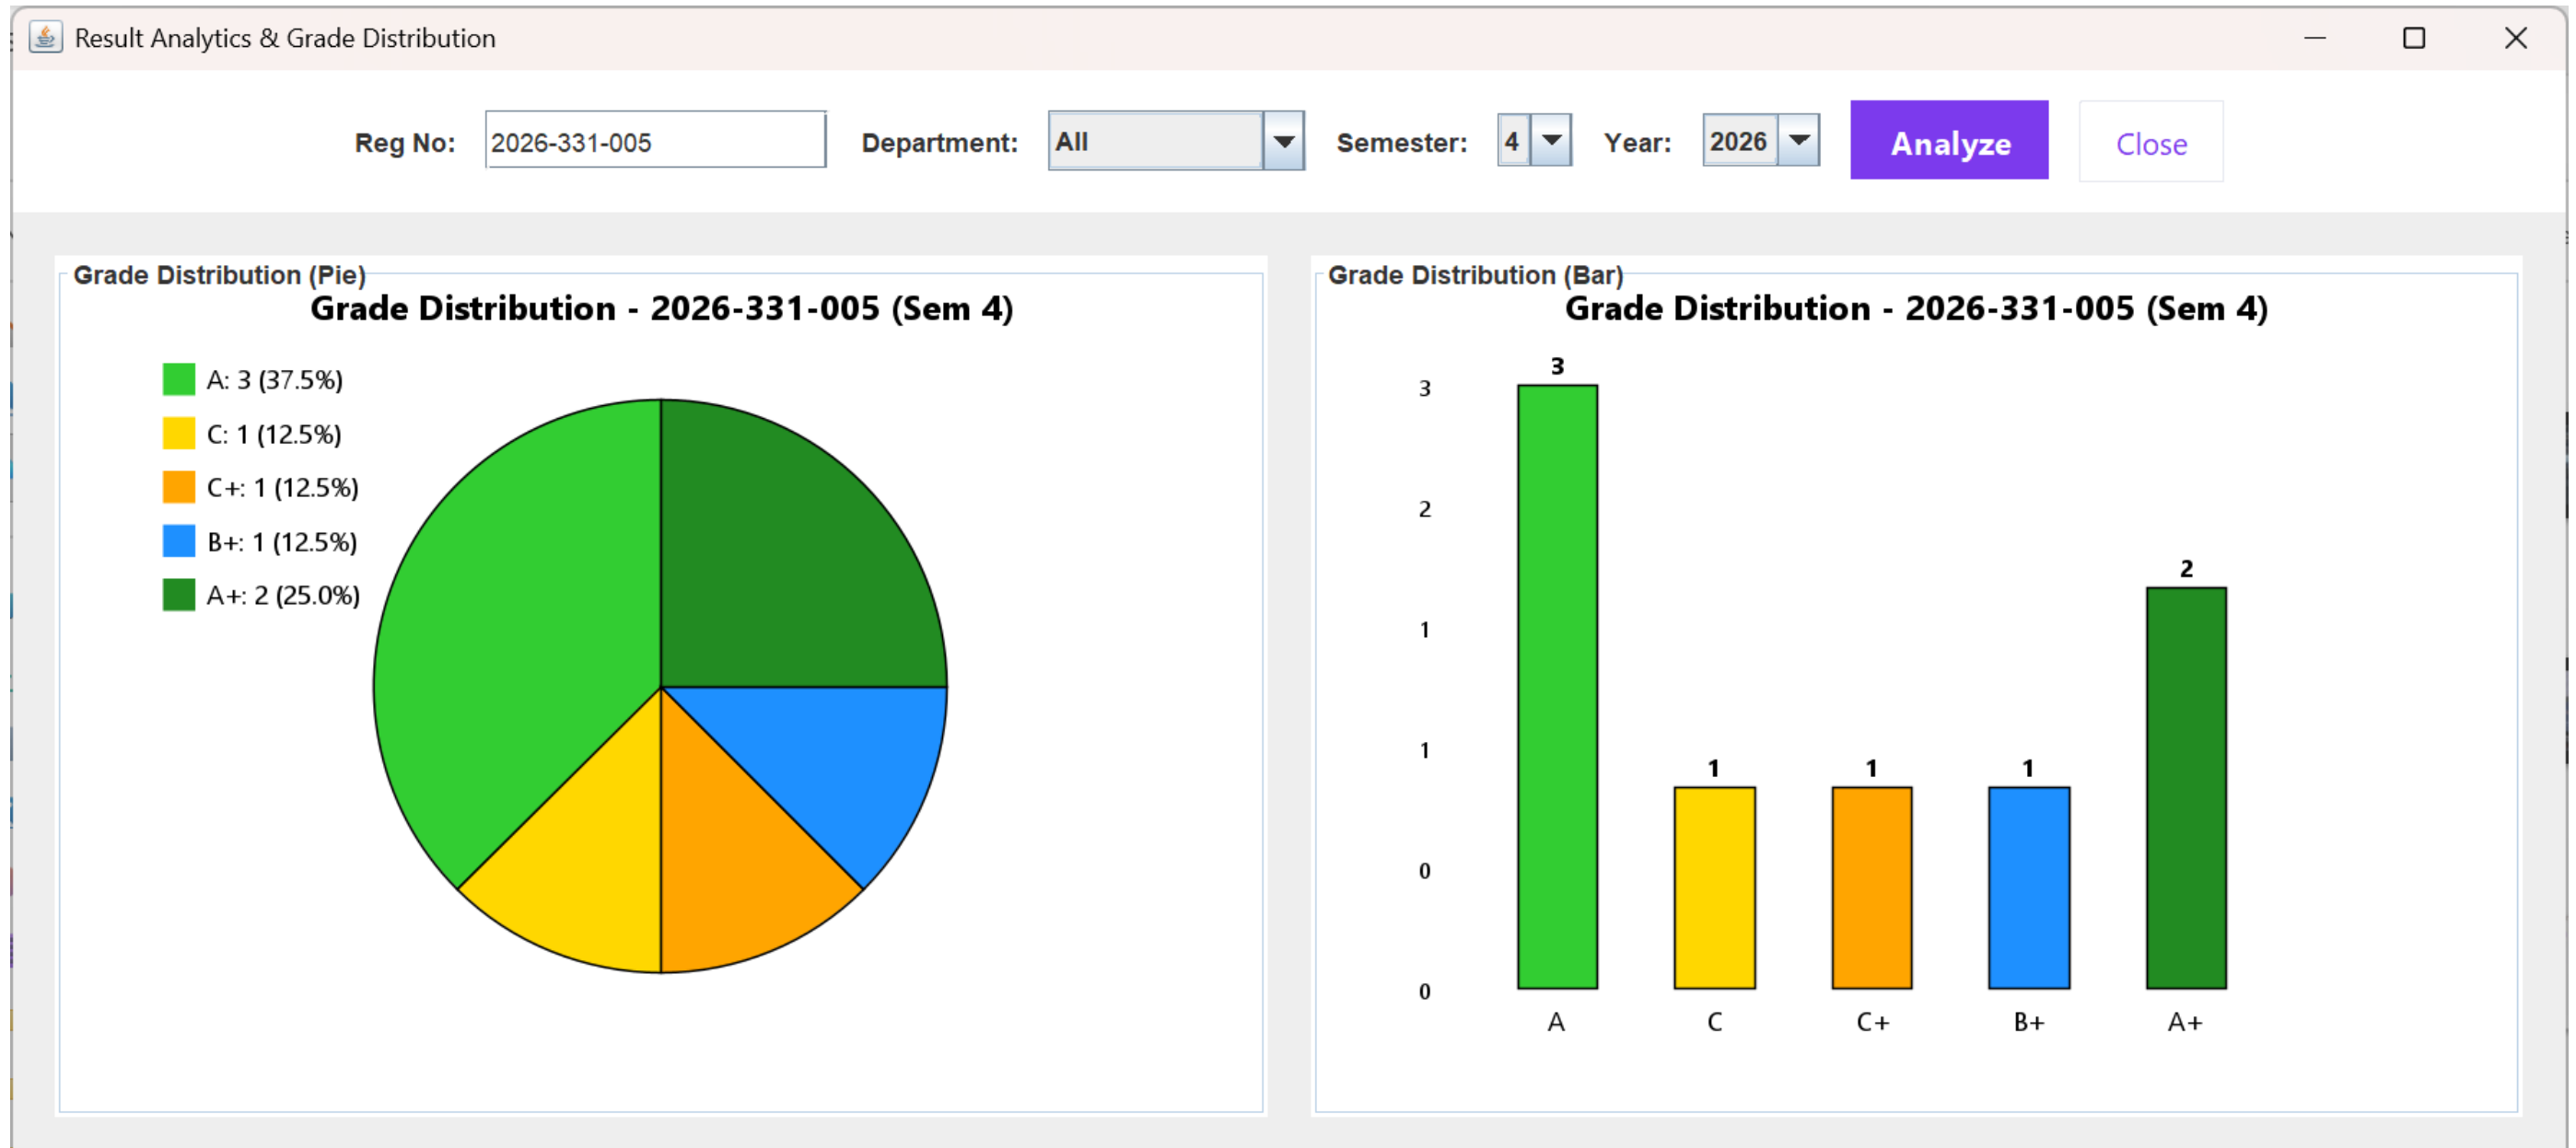 Result Analytics & Grade Distribution
Reg No: 2026-331-005 Department: All Semester: 4 Year: 2026 Analyze Close
Grade Distribution (Pie)
Grade Distribution - 2026-331-005 (Sem 4)
A: 3 (37.5%)
C: 1 (12.5%)
C+: 1 (12.5%)
B+: 1 (12.5%)
A+: 2 (25.0%)
Grade Distribution (Bar)
Grade Distribution - 2026-331-005 (Sem 4)
3
2
1
1
0
0
3
1
1
1
2
A C C+ B+ A+